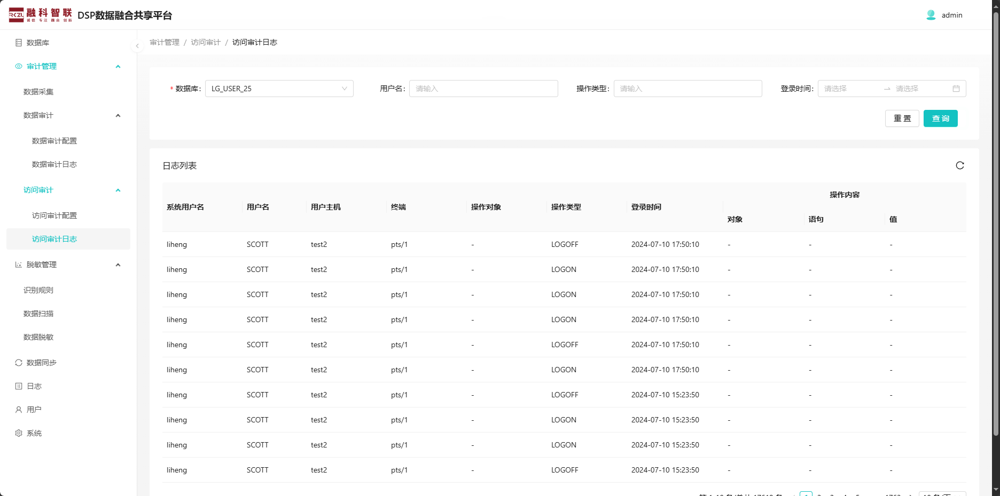 RKZL 融科智联 DSP数据融合共享平台 admin
诚信 专注 融合 创新
数据库
审计管理
数据采集
数据审计
数据审计配置
数据审计日志
访问审计
访问审计配置
访问审计日志
脱敏管理
识别规则
数据扫描
数据脱敏
数据同步
日志
用户
系统
审计管理 / 访问审计 / 访问审计日志
* 数据库: LG_USER_25 用户名: 请输入 操作类型: 请输入 登录时间: 请选择 → 请选择
重 置 查 询
日志列表
操作内容
系统用户名 用户名 用户主机 终端 操作对象 操作类型 登录时间
对象 语句 值
liheng SCOTT test2 pts/1 - LOGOFF 2024-07-10 17:50:10 - - -
liheng SCOTT test2 pts/1 - LOGON 2024-07-10 17:50:10 - - -
liheng SCOTT test2 pts/1 - LOGON 2024-07-10 17:50:10 - - -
liheng SCOTT test2 pts/1 - LOGON 2024-07-10 17:50:10 - - -
liheng SCOTT test2 pts/1 - LOGOFF 2024-07-10 17:50:10 - - -
liheng SCOTT test2 pts/1 - LOGON 2024-07-10 17:50:10 - - -
liheng SCOTT test2 pts/1 - LOGOFF 2024-07-10 15:23:50 - - -
liheng SCOTT test2 pts/1 - LOGON 2024-07-10 15:23:50 - - -
liheng SCOTT test2 pts/1 - LOGON 2024-07-10 15:23:50 - - -
liheng SCOTT test2 pts/1 - LOGOFF 2024-07-10 15:23:50 - - -